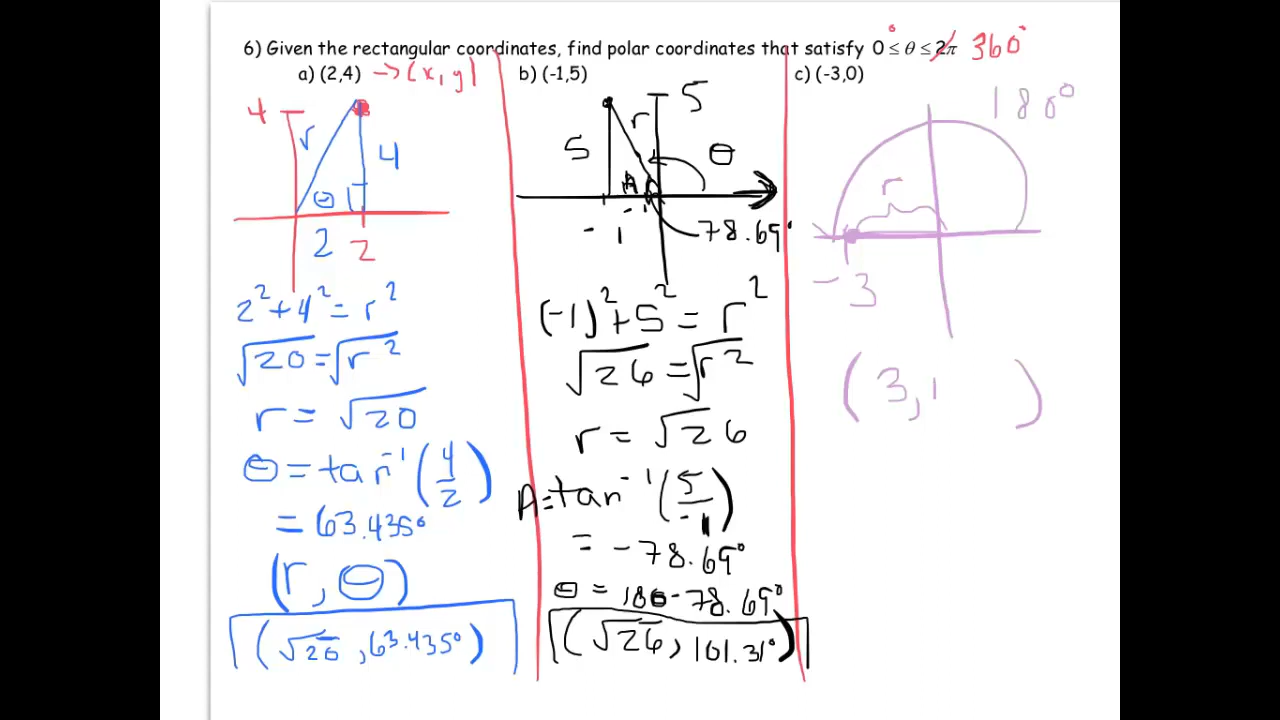 6) Given the rectangular coordinates, find polar coordinates that satisfy 0° ≤ θ ≤ 2π 360°
a) (2,4) → (x, y)
4
r
4
θ
2
2
2² + 4² = r²
√20 = √r²
r = √20
θ = tan⁻¹ (4/2)
= 63.435°
(r, θ)
(√20, 63.435°)
b) (-1,5)
5
r
5
θ
A
-1
-1
78.69°
(-1)² + 5² = r²
√26 = √r²
r = √26
A = tan⁻¹ (5/-1)
= -78.69°
θ = 180 - 78.69°
(√26, 101.31°)
c) (-3,0)
180°
r
-3
(3, 1 )